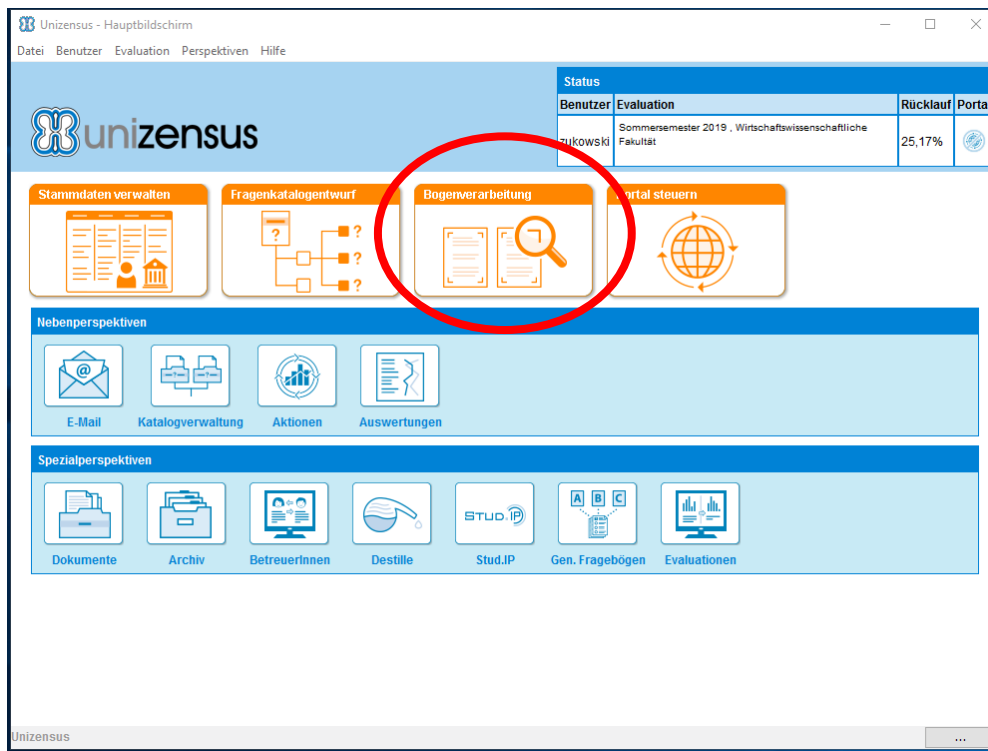 Unizensus - Hauptbildschirm
Datei Benutzer Evaluation Perspektiven Hilfe
Status
Benutzer Evaluation Rücklauf Porta
zukowski Sommersemester 2019 , Wirtschaftswissenschaftliche Fakultät 25,17%
unizensus
Stammdaten verwalten Fragenkatalogentwurf Bogenverarbeitung ortal steuern
? ? ? ?
Nebenperspektiven
@
E-Mail Katalogverwaltung Aktionen Auswertungen
Spezialperspektiven
STUD.IP A B C
Dokumente Archiv BetreuerInnen Destille Stud.IP Gen. Fragebögen Evaluationen
Unizensus ...